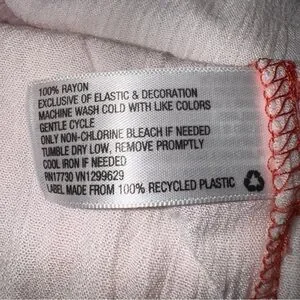 100% RAYON
EXCLUSIVE OF ELASTIC & DECORATION
MACHINE WASH COLD WITH LIKE COLORS
GENTLE CYCLE
ONLY NON-CHLORINE BLEACH IF NEEDED
TUMBLE DRY LOW, REMOVE PROMPTLY
COOL IRON IF NEEDED
RN17730 VN1299629
LABEL MADE FROM 100% RECYCLED PLASTIC